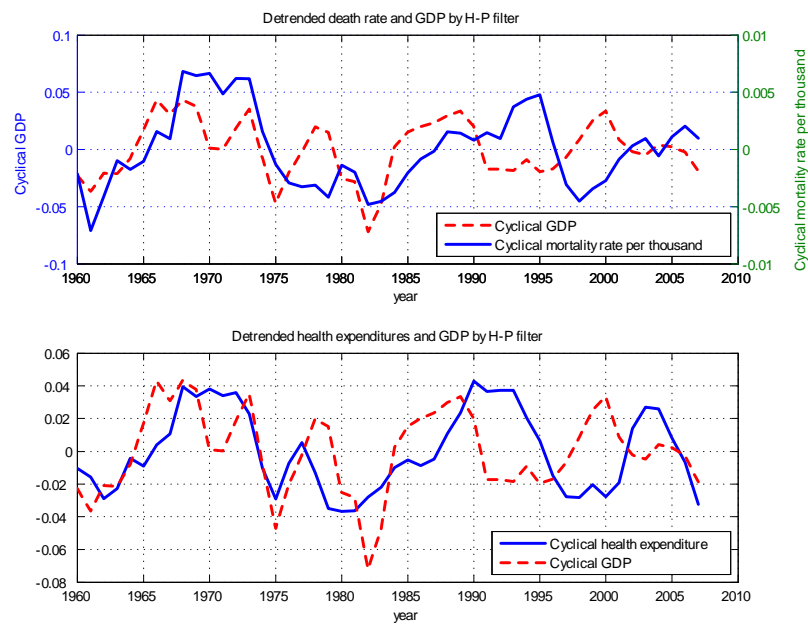 Detrended death rate and GDP by H-P filter
0.1
0.05
0
-0.05
-0.1
Cyclical GDP
0.01
0.005
0
-0.005
-0.01
Cyclical mortality rate per thousand
Cyclical GDP
Cyclical mortality rate per thousand
1960 1965 1970 1975 1980 1985 1990 1995 2000 2005 2010
year
Detrended health expenditures and GDP by H-P filter
0.06
0.04
0.02
0
-0.02
-0.04
-0.06
-0.08
Cyclical health expenditure
Cyclical GDP
1960 1965 1970 1975 1980 1985 1990 1995 2000 2005 2010
year